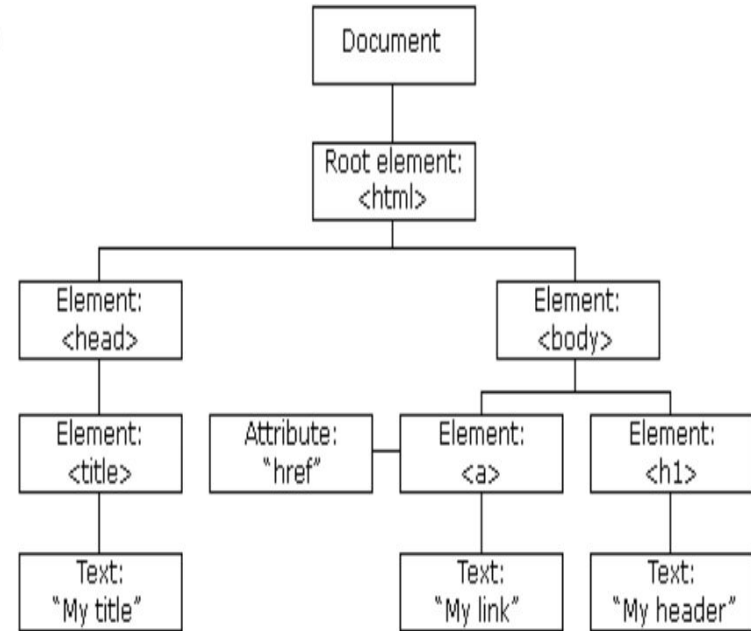 Document
Root element:
<html>
Element:
<head>
Element:
<body>
Element:
<title>
Attribute:
"href"
Element:
<a>
Element:
<h1>
Text:
"My title"
Text:
"My link"
Text:
"My header"